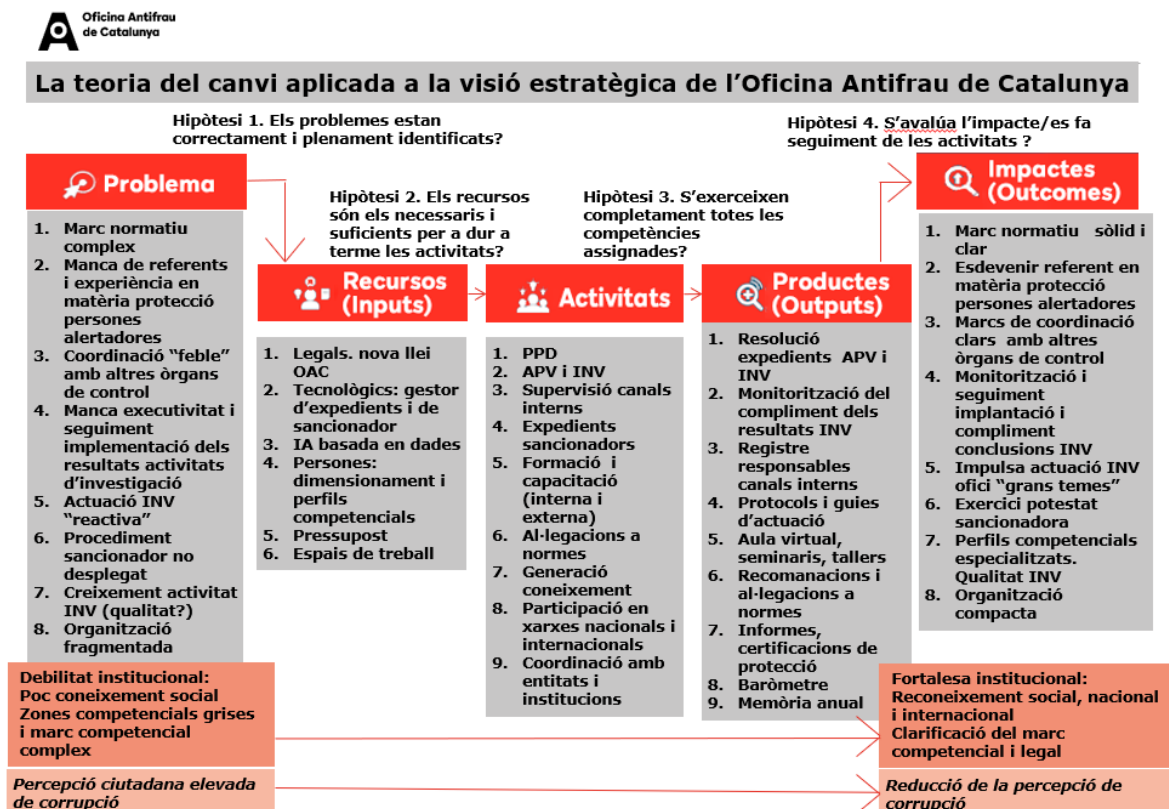 Oficina Antifrau
de Catalunya
La teoria del canvi aplicada a la visió estratègica de l'Oficina Antifrau de Catalunya
Hipòtesi 1. Els problemes estan
correctament i plenament identificats?
Hipòtesi 4. S'avalúa l'impacte/es fa
seguiment de les activitats ?
Problema
1. Marc normatiu
complex
2. Manca de referents
i experiència en
matèria protecció
persones
alertadores
3. Coordinació "feble"
amb altres òrgans
de control
4. Manca executivitat i
seguiment
implementació dels
resultats activitats
d'investigació
5. Actuació INV
"reactiva"
6. Procediment
sancionador no
desplegat
7. Creixement activitat
INV (qualitat?)
8. Organització
fragmentada
Hipòtesi 2. Els recursos
són els necessaris i
suficients per a dur a
terme les activitats?
Recursos
(Inputs)
1. Legals. nova llei
OAC
2. Tecnològics: gestor
d'expedients i de
sancionador
3. IA basada en dades
4. Persones:
dimensionament i
perfils
competencials
5. Pressupost
6. Espais de treball
Hipòtesi 3. S'exerceixen
completament totes les
competències
assignades?
Activitats
1. PPD
2. APV i INV
3. Supervisió canals
interns
4. Expedients
sancionadors
5. Formació i
capacitació
(interna i
externa)
6. Al·legacions a
normes
7. Generació
coneixement
8. Participació en
xarxes nacionals i
internacionals
9. Coordinació amb
entitats i
institucions
Productes
(Outputs)
1. Resolució
expedients APV i
INV
2. Monitorització del
compliment dels
resultats INV
3. Registre
responsables
canals interns
4. Protocols i guies
d'actuació
5. Aula virtual,
seminaris, tallers
6. Recomanacions i
al·legacions a
normes
7. Informes,
certificacions de
protecció
8. Baròmetre
9. Memòria anual
Impactes
(Outcomes)
1. Marc normatiu sòlid i
clar
2. Esdevenir referent en
matèria protecció
persones alertadores
3. Marcs de coordinació
clars amb altres
òrgans de control
4. Monitorització i
seguiment
implantació i
compliment
conclusions INV
5. Impulsa actuació INV
ofici "grans temes"
6. Exercici potestat
sancionadora
7. Perfils competencials
especialitzats.
Qualitat INV
8. Organització
compacta
Debilitat institucional:
Poc coneixement social
Zones competencials grises
i marc competencial
complex
Fortalesa institucional:
Reconeixement social, nacional
i internacional
Clarificació del marc
competencial i legal
Percepció ciutadana elevada
de corrupció
Reducció de la percepció de
corrupció